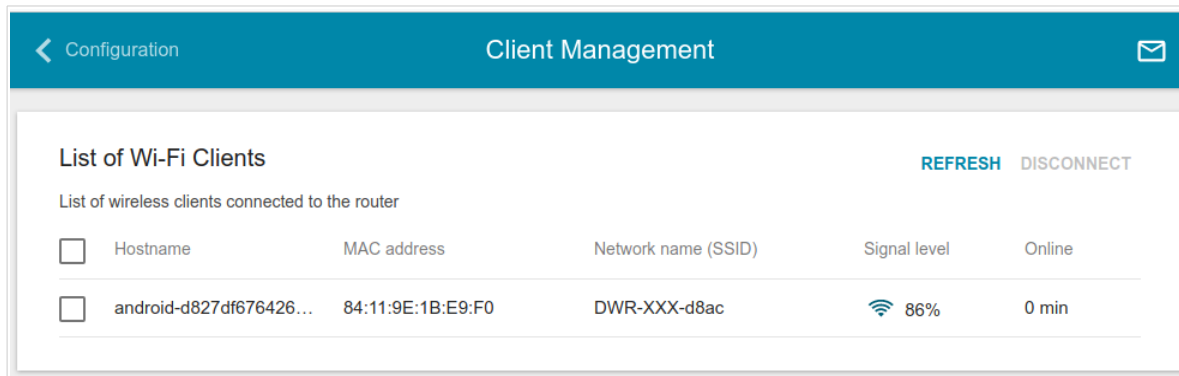 Configuration Client Management
List of Wi-Fi Clients REFRESH DISCONNECT
List of wireless clients connected to the router
Hostname MAC address Network name (SSID) Signal level Online
android-d827df676426... 84:11:9E:1B:E9:F0 DWR-XXX-d8ac 86% 0 min